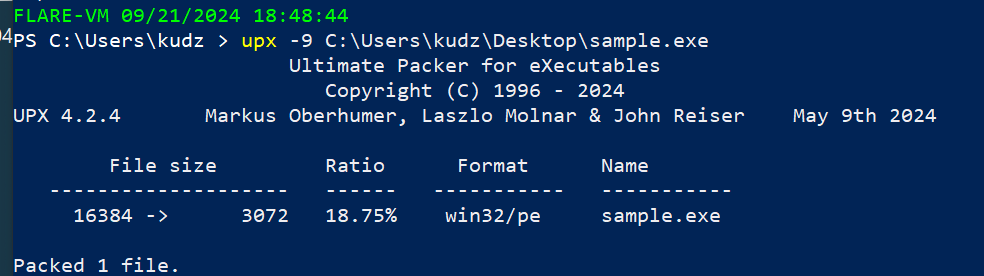 FLARE-VM 09/21/2024 18:48:44
PS C:\Users\kudz > upx -9 C:\Users\kudz\Desktop\sample.exe
Ultimate Packer for eXecutables
Copyright (C) 1996 - 2024
UPX 4.2.4 Markus Oberhumer, Laszlo Molnar & John Reiser May 9th 2024
File size Ratio Format Name
-------------------- ------ ----------- -----------
16384 -> 3072 18.75% win32/pe sample.exe
Packed 1 file.